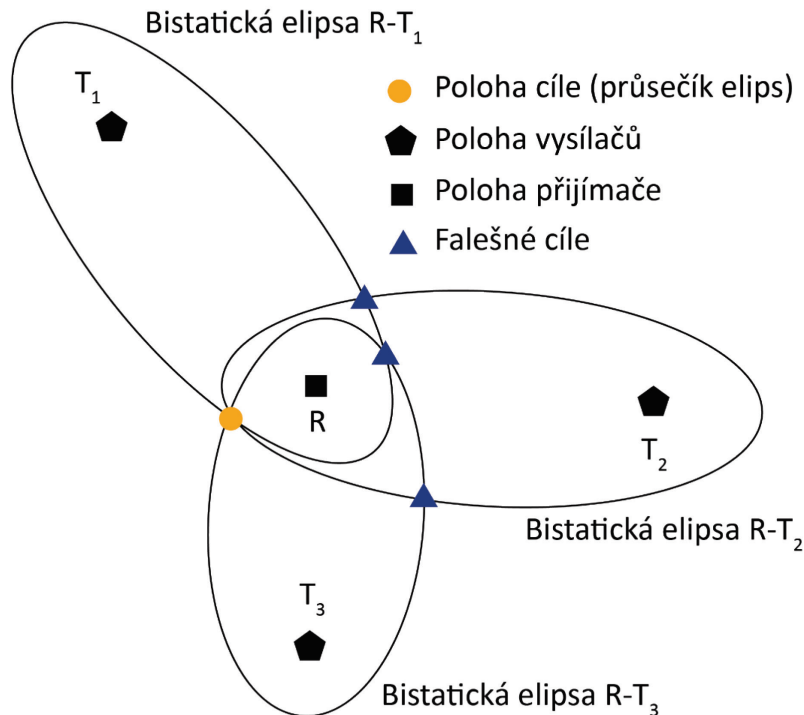 Bistatická elipsa R-T₁
T₁
Poloha cíle (průsečík elips)
Poloha vysílačů
Poloha přijímače
Falešné cíle
R
T₂
Bistatická elipsa R-T₂
T₃
Bistatická elipsa R-T₃